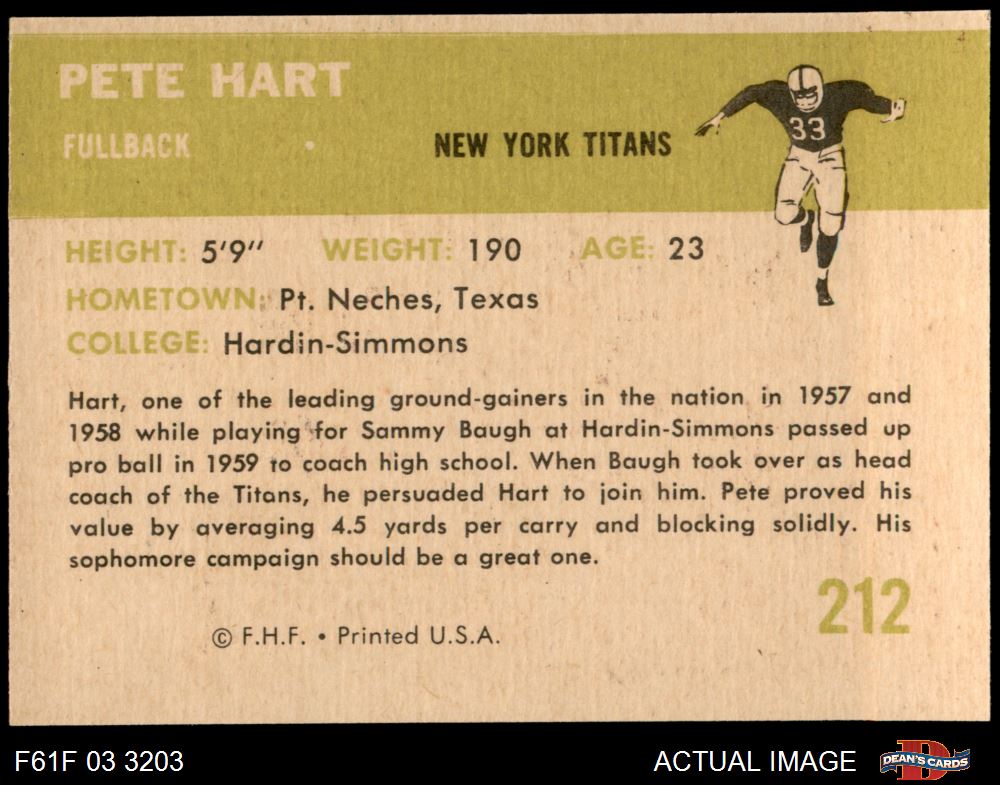 PETE HART
FULLBACK • NEW YORK TITANS
33
HEIGHT: 5'9" WEIGHT: 190 AGE: 23
HOMETOWN: Pt. Neches, Texas
COLLEGE: Hardin-Simmons
Hart, one of the leading ground-gainers in the nation in 1957 and
1958 while playing for Sammy Baugh at Hardin-Simmons passed up
pro ball in 1959 to coach high school. When Baugh took over as head
coach of the Titans, he persuaded Hart to join him. Pete proved his
value by averaging 4.5 yards per carry and blocking solidly. His
sophomore campaign should be a great one.
212
© F.H.F. • Printed U.S.A.
F61F 03 3203 ACTUAL IMAGE D DEAN'S CARDS